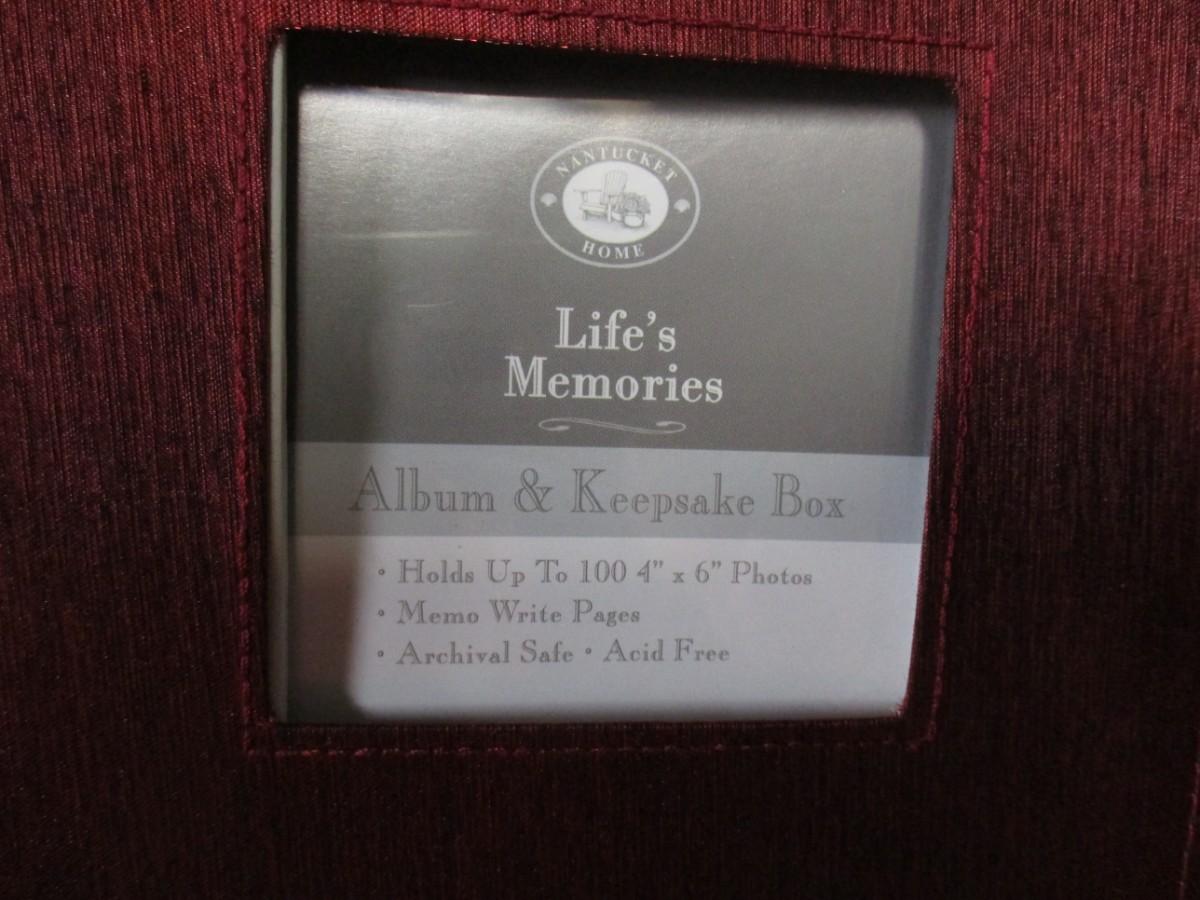 NANTUCKET
HOME
Life's
Memories
Album & Keepsake Box
• Holds Up To 100 4" x 6" Photos
• Memo Write Pages
• Archival Safe • Acid Free